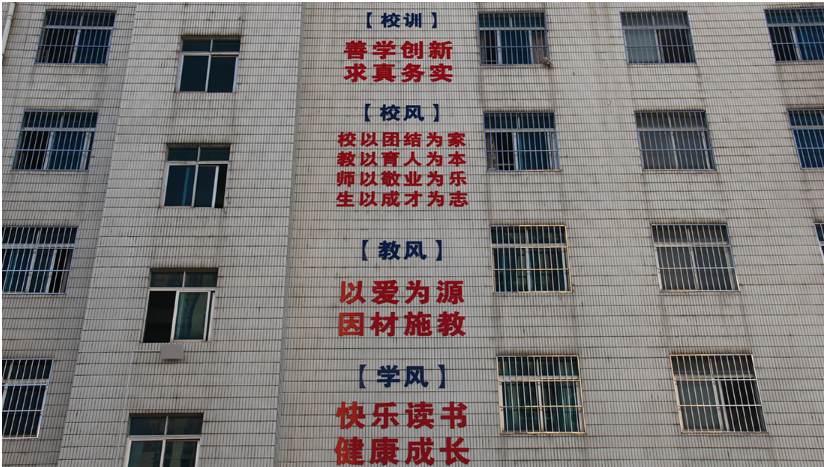 【校训】
善学创新
求真务实
【校风】
校以团结为家
教以育人为本
师以敬业为乐
生以成才为志
【教风】
以爱为源
因材施教
【学风】
快乐读书
健康成长